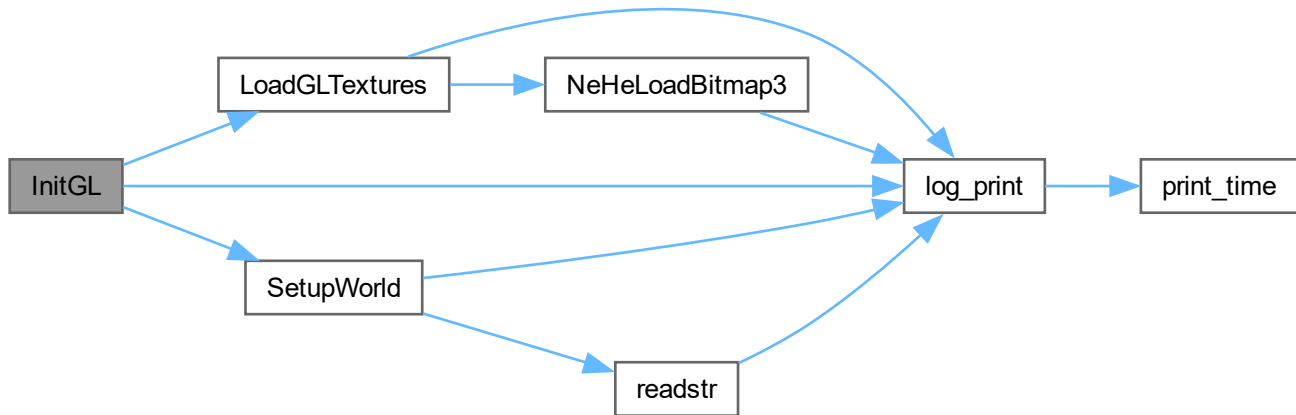 LoadGLTextures
NeHeLoadBitmap3
InitGL
log_print
print_time
SetupWorld
readstr